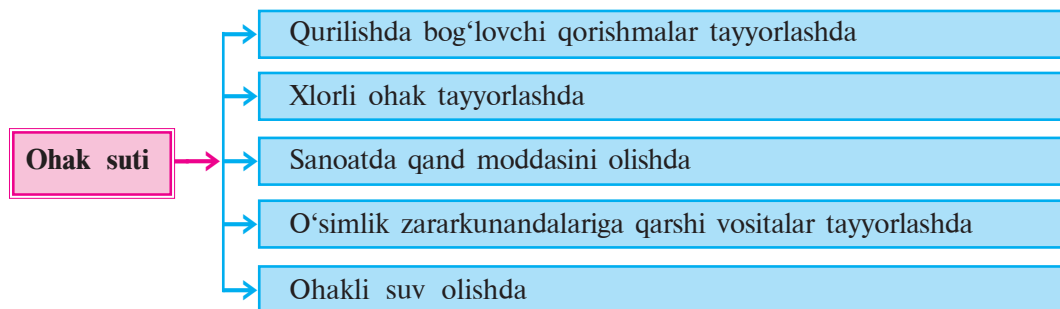 Ohak suti
Qurilishda bog‘lovchi qorishmalar tayyorlashda
Xlorli ohak tayyorlashda
Sanoatda qand moddasini olishda
O‘simlik zararkunandalariga qarshi vositalar tayyorlashda
Ohakli suv olishda